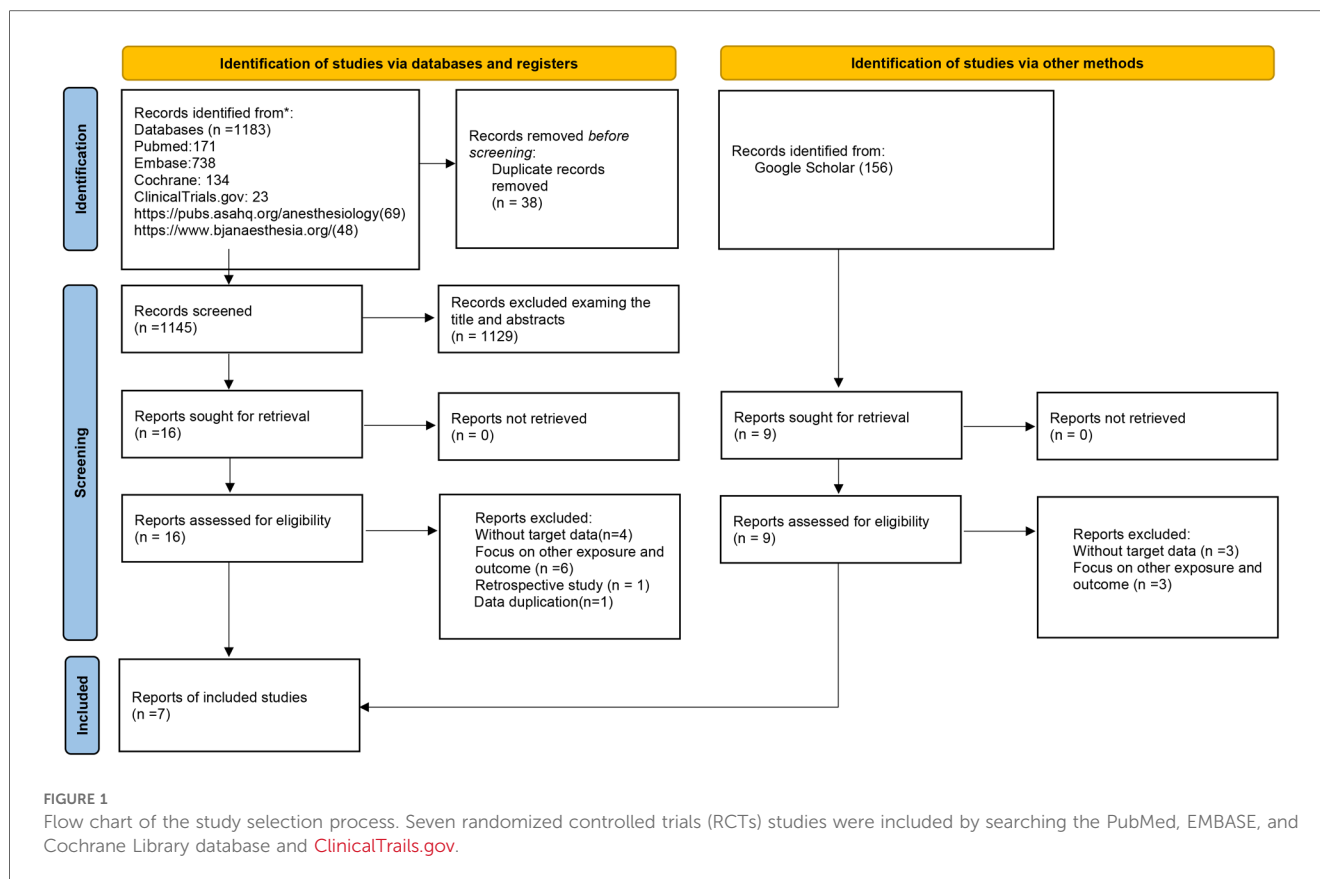 Identification of studies via databases and registers
Identification of studies via other methods
Identification
Records identified from*:
Databases (n =1183)
Pubmed:171
Embase:738
Cochrane: 134
ClinicalTrials.gov: 23
https://pubs.asahq.org/anesthesiology(69)
https://www.bjanaesthesia.org/(48)
Records removed before
screening:
Duplicate records
removed
(n = 38)
Records identified from:
Google Scholar (156)
Screening
Records screened
(n =1145)
Records excluded examing the
title and abstracts
(n = 1129)
Reports sought for retrieval
(n =16)
Reports not retrieved
(n = 0)
Reports sought for retrieval
(n = 9)
Reports not retrieved
(n = 0)
Reports assessed for eligibility
(n = 16)
Reports excluded:
Without target data(n=4)
Focus on other exposure and
outcome (n =6)
Retrospective study (n = 1)
Data duplication(n=1)
Reports assessed for eligibility
(n = 9)
Reports excluded:
Without target data (n =3)
Focus on other exposure and
outcome (n =3)
Included
Reports of included studies
(n =7)
FIGURE 1
Flow chart of the study selection process. Seven randomized controlled trials (RCTs) studies were included by searching the PubMed, EMBASE, and
Cochrane Library database and ClinicalTrails.gov.